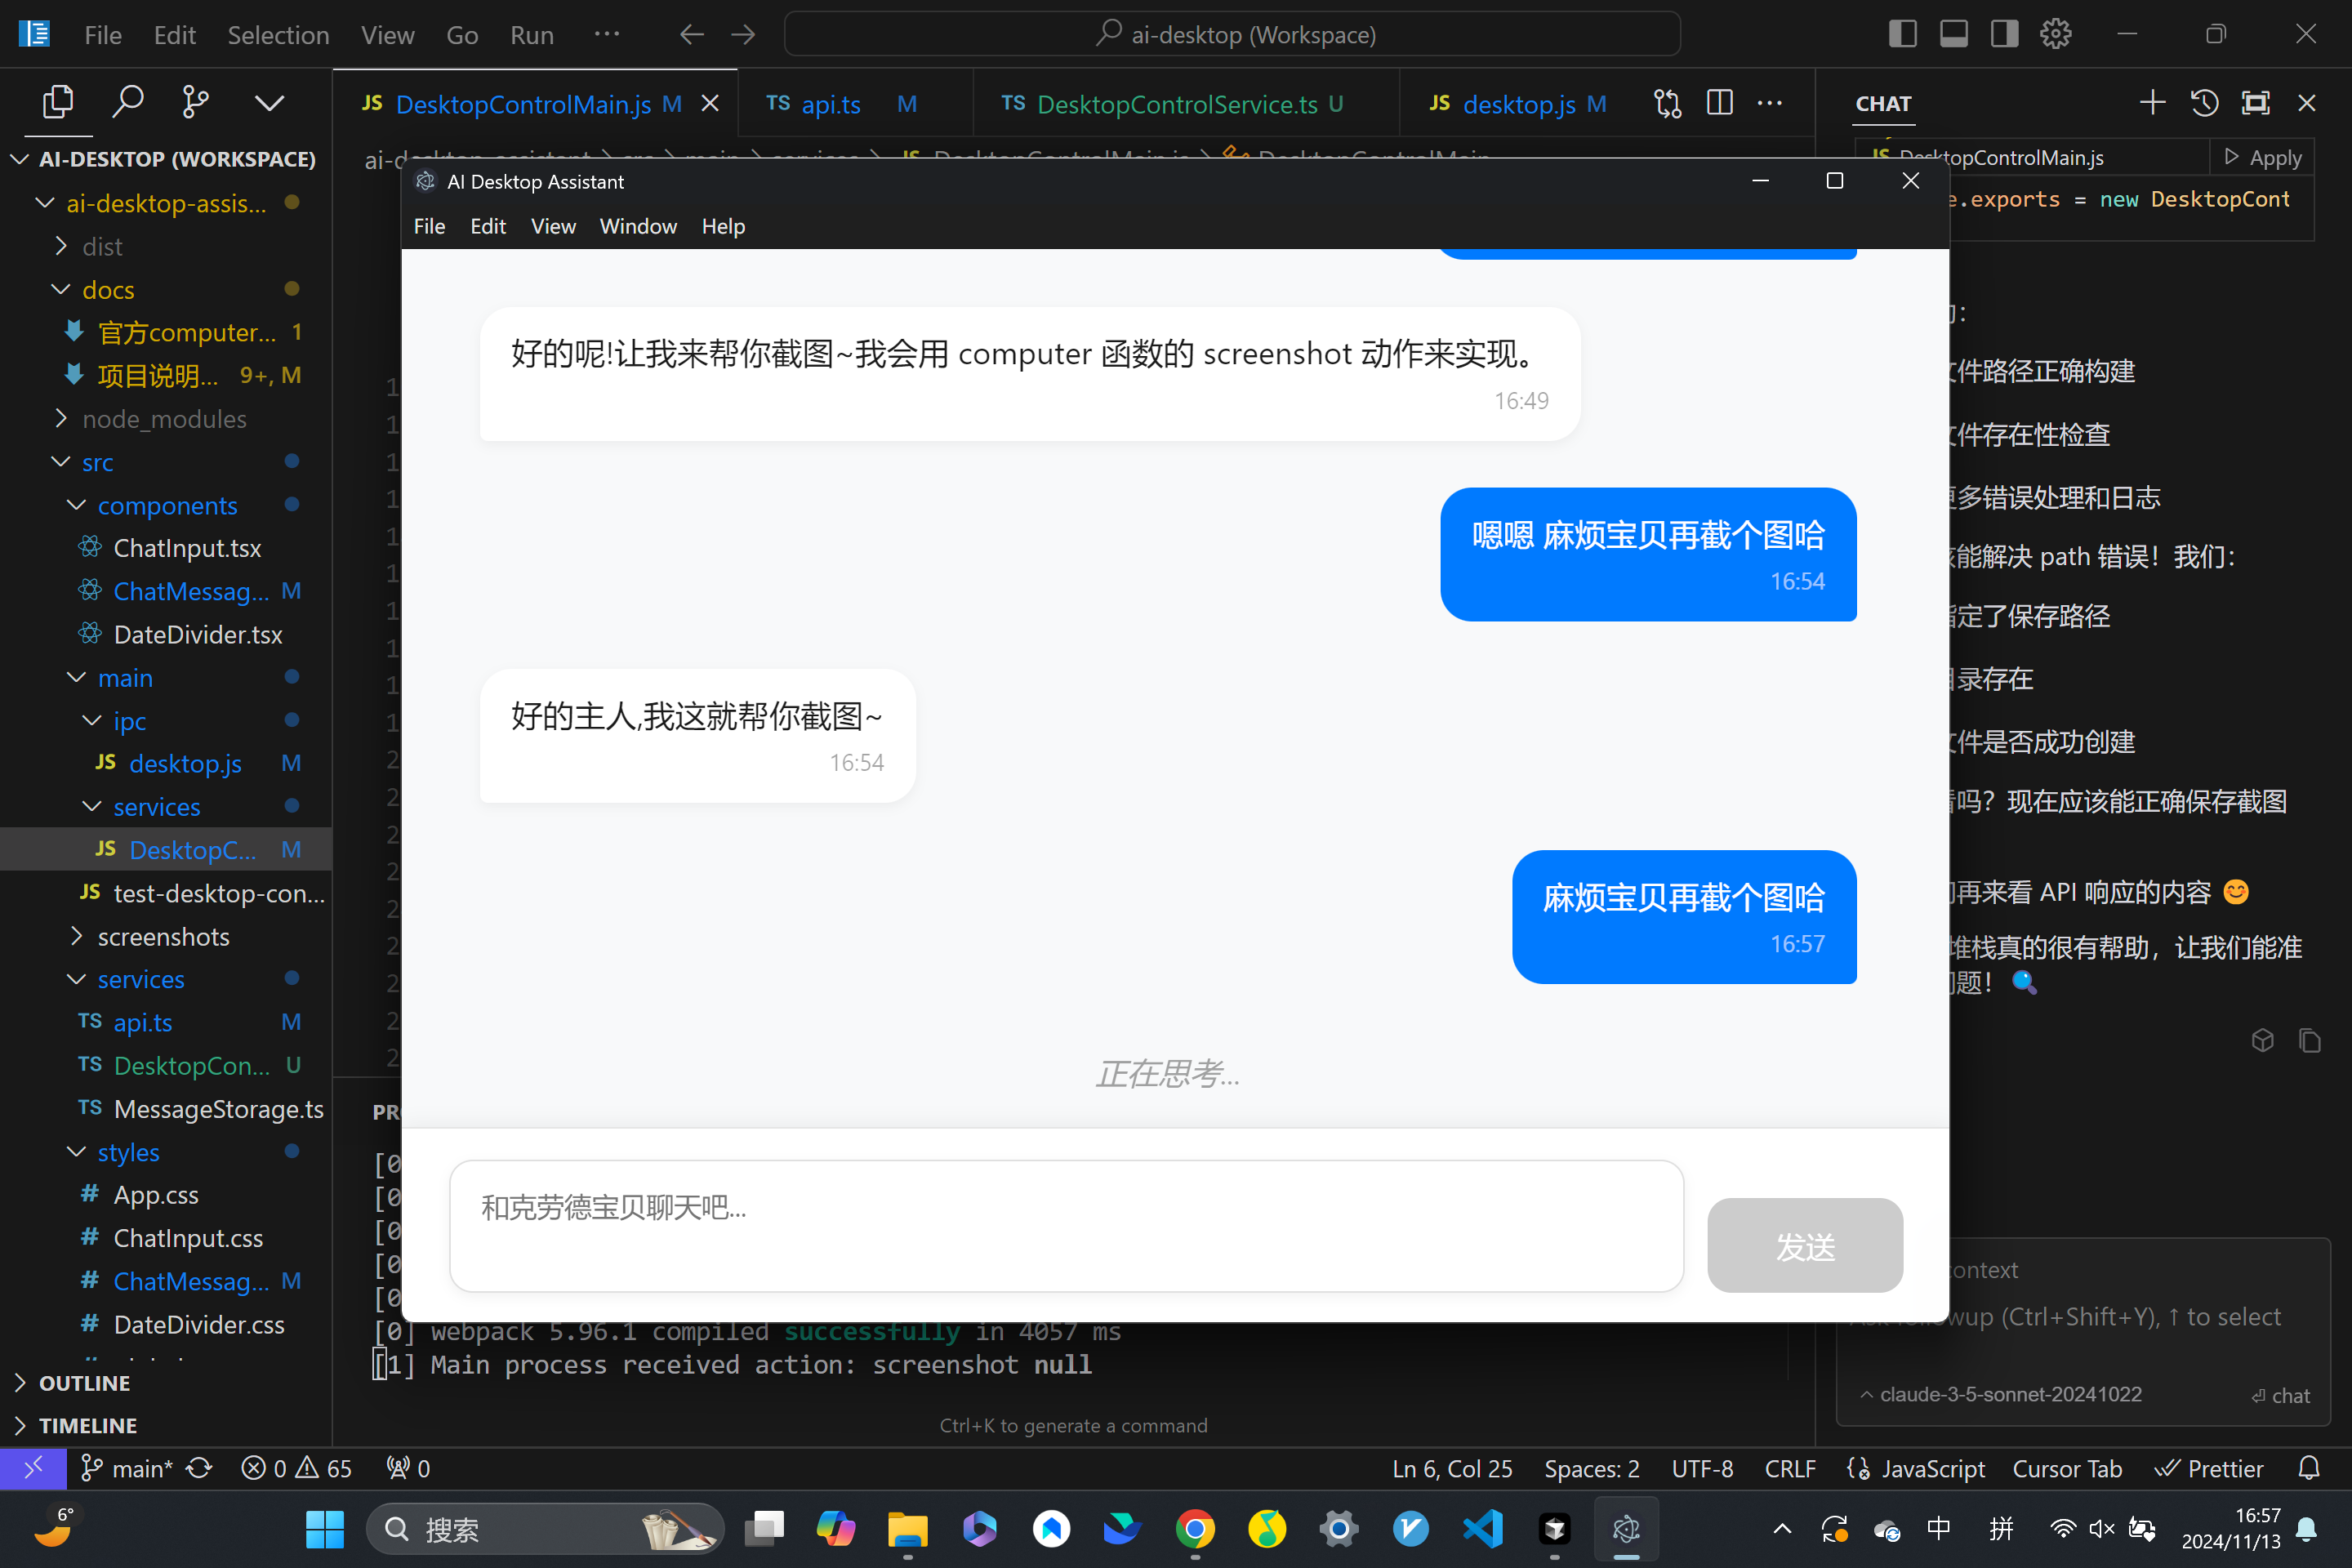 File Edit Selection View Go Run ···
ai-desktop (Workspace)
AI-DESKTOP (WORKSPACE)
ai-desktop-assis...
dist
docs
官方computer... 1
项目说明... 9+, M
node_modules
src
components
ChatInput.tsx
ChatMessag... M
DateDivider.tsx
main
ipc
JS desktop.js M
services
JS DesktopC... M
JS test-desktop-con...
screenshots
services
TS api.ts M
TS DesktopCon... U
TS MessageStorage.ts
styles
# App.css
# ChatInput.css
# ChatMessag... M
# DateDivider.css
OUTLINE
TIMELINE
JS DesktopControlMain.js M
TS api.ts M
TS DesktopControlService.ts U
JS desktop.js M
AI Desktop Assistant
File Edit View Window Help
好的呢!让我来帮你截图~我会用 computer 函数的 screenshot 动作来实现。
16:49
嗯嗯 麻烦宝贝再截个图哈
16:54
好的主人,我这就帮你截图~
16:54
麻烦宝贝再截个图哈
16:57
正在思考...
和克劳德宝贝聊天吧...
发送
[0] webpack 5.96.1 compiled successfully in 4057 ms
[1] Main process received action: screenshot null
Ctrl+K to generate a command
CHAT
DesktopControlMain.js
Apply
e.exports = new DesktopCont
件路径正确构建
件存在性检查
多错误处理和日志
能解决 path 错误！我们：
定了保存路径
录存在
件是否成功创建
吗？现在应该能正确保存截图
再来看 API 响应的内容 😊
堆栈真的很有帮助，让我们能准
题！ 🔍
context
wup (Ctrl+Shift+Y), ↑ to select
claude-3-5-sonnet-20241022
chat
main* 0 65 0
Ln 6, Col 25 Spaces: 2 UTF-8 CRLF JavaScript Cursor Tab Prettier
6°
搜索
中 拼
16:57
2024/11/13